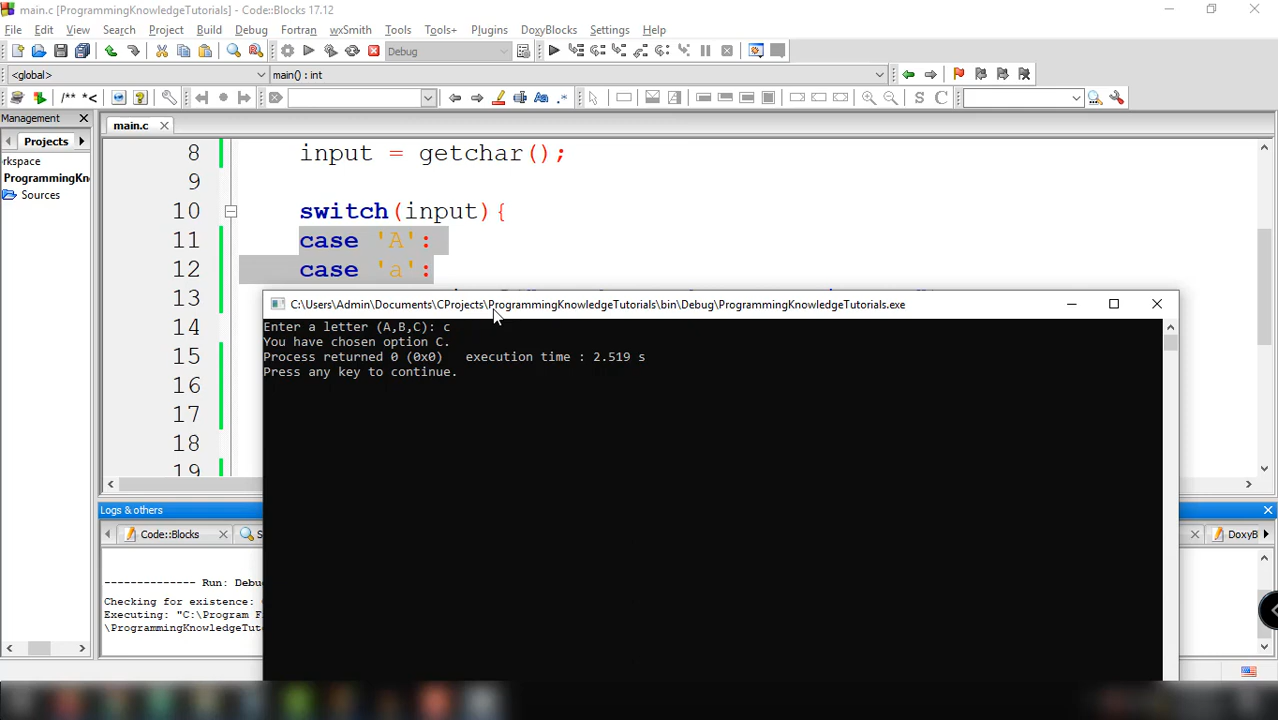 main.c [ProgrammingKnowledgeTutorials] - Code::Blocks 17.12
File Edit View Search Project Build Debug Fortran wxSmith Tools Tools+ Plugins DoxyBlocks Settings Help
Debug
<global> main() : int
/** *< S C
Management
Projects
main.c
rkspace
ProgrammingKn
Sources
8 input = getchar();
9
10 switch(input){
11 case 'A':
12 case 'a':
13
14
15
16
17
18
19
C:\Users\Admin\Documents\CProjects\ProgrammingKnowledgeTutorials\bin\Debug\ProgrammingKnowledgeTutorials.exe
Enter a letter (A,B,C): c
You have chosen option C.
Process returned 0 (0x0)   execution time : 2.519 s
Press any key to continue.
Logs & others
Code::Blocks S DoxyB
-------------- Run: Debu
Checking for existence:
Executing: "C:\Program F
\ProgrammingKnowledgeTut